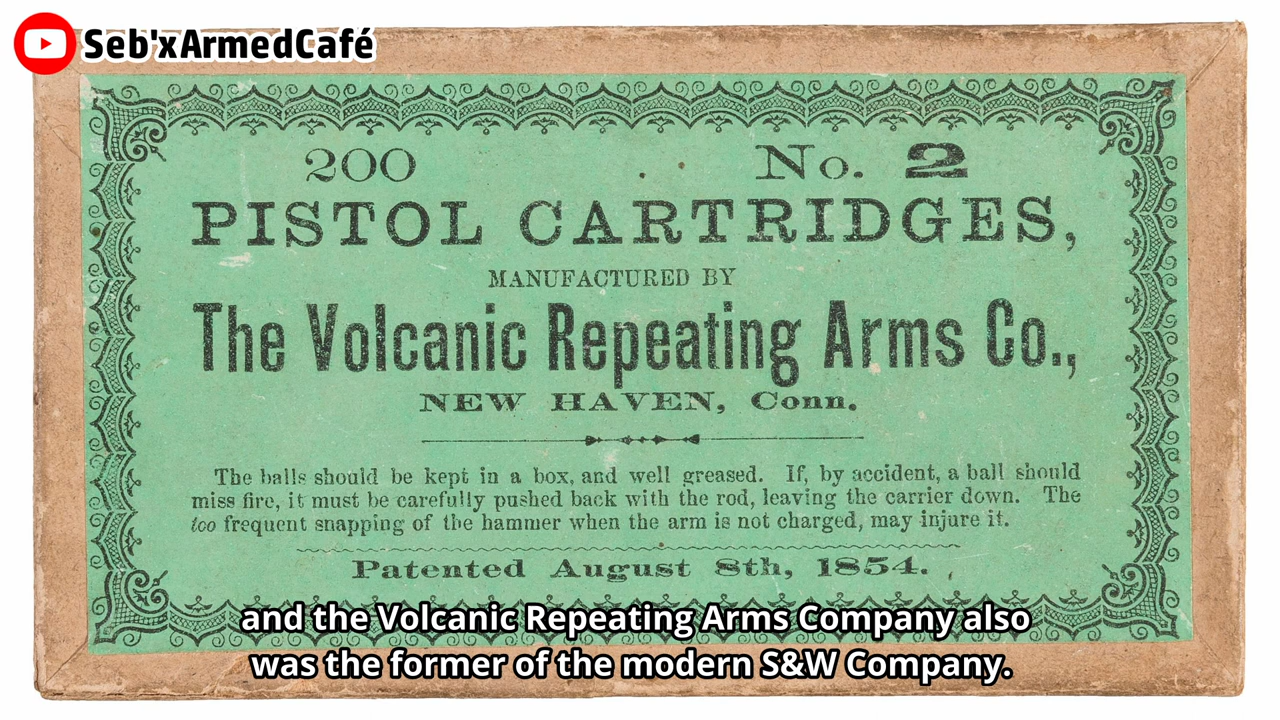 Seb'xArmedCafé
200 No. 2
PISTOL CARTRIDGES,
MANUFACTURED BY
The Volcanic Repeating Arms Co.,
NEW HAVEN, Conn.
The balls should be kept in a box, and well greased. If, by accident, a ball should
miss fire, it must be carefully pushed back with the rod, leaving the carrier down. The
too frequent snapping of the hammer when the arm is not charged, may injure it.
Patented August 8th, 1854.
and the Volcanic Repeating Arms Company also
was the former of the modern S&W Company.